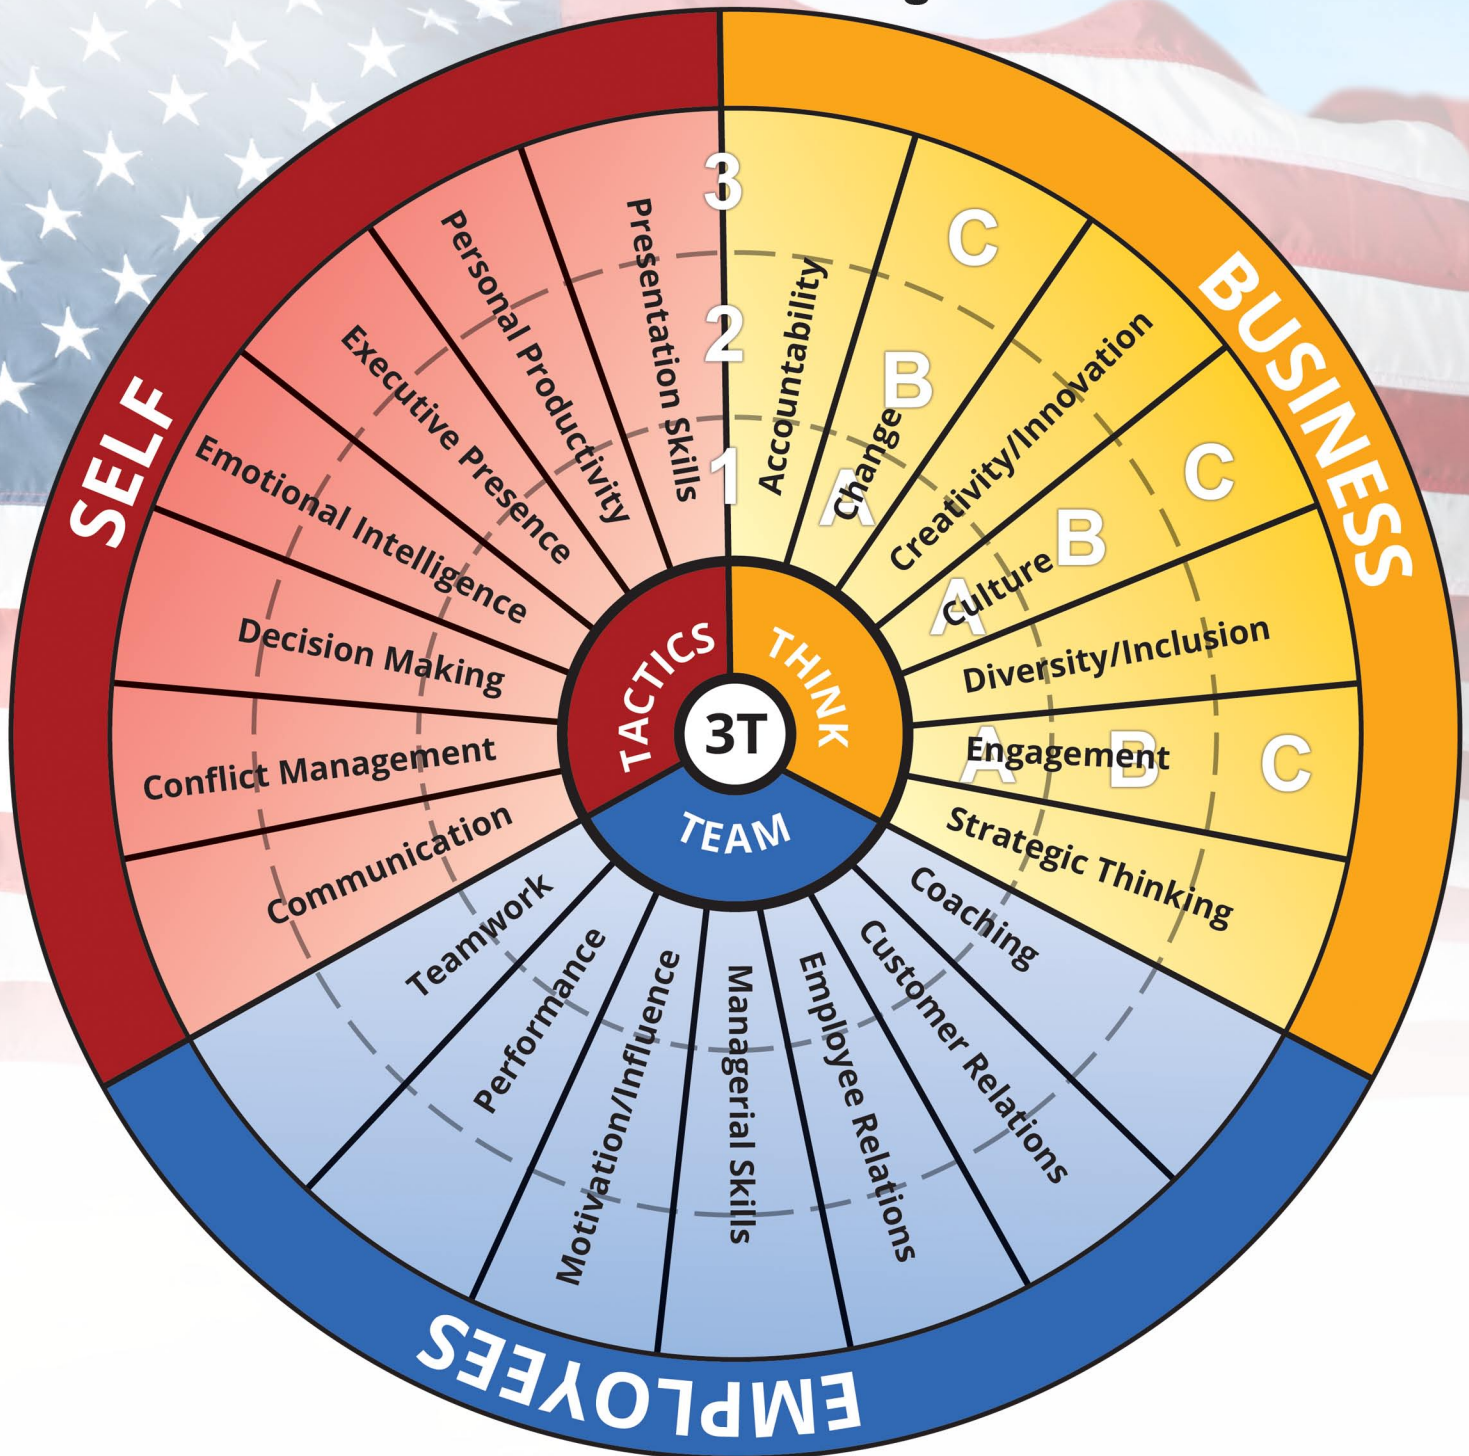 BUSINESS
Accountability
Change
Creativity/Innovation
Culture
Diversity/Inclusion
Engagement
Strategic Thinking
EMPLOYEES
Coaching
Customer Relations
Employee Relations
Managerial Skills
Motivation/Influence
Performance
Teamwork
SELF
Communication
Conflict Management
Decision Making
Emotional Intelligence
Executive Presence
Personal Productivity
Presentation Skills
3
2
1
C
B
A
C
B
A
A B C
TACTICS
THINK
TEAM
3T